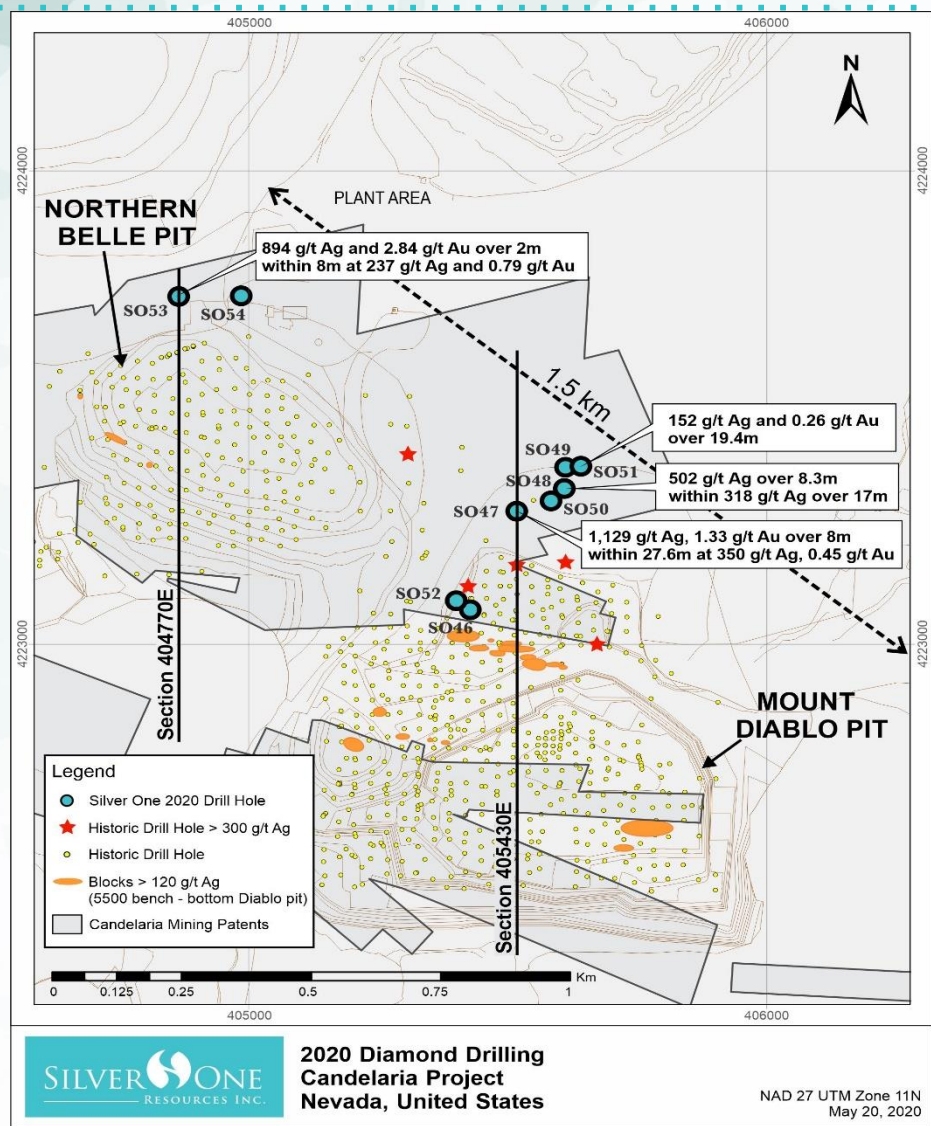 405000
406000
N
4224000
4224000
PLANT AREA
NORTHERN
BELLE PIT
894 g/t Ag and 2.84 g/t Au over 2m
within 8m at 237 g/t Ag and 0.79 g/t Au
SO53
SO54
1.5 km
152 g/t Ag and 0.26 g/t Au
over 19.4m
SO49
SO51
SO48
502 g/t Ag over 8.3m
within 318 g/t Ag over 17m
SO50
SO47
1,129 g/t Ag, 1.33 g/t Au over 8m
within 27.6m at 350 g/t Ag, 0.45 g/t Au
SO52
SO46
4223000
4223000
Section 404770E
MOUNT
DIABLO PIT
Section 405430E
Legend
Silver One 2020 Drill Hole
Historic Drill Hole > 300 g/t Ag
Historic Drill Hole
Blocks > 120 g/t Ag
(5500 bench - bottom Diablo pit)
Candelaria Mining Patents
Km
0 0.125 0.25 0.5 0.75 1
405000
406000
SILVER ONE
RESOURCES INC.
2020 Diamond Drilling
Candelaria Project
Nevada, United States
NAD 27 UTM Zone 11N
May 20, 2020